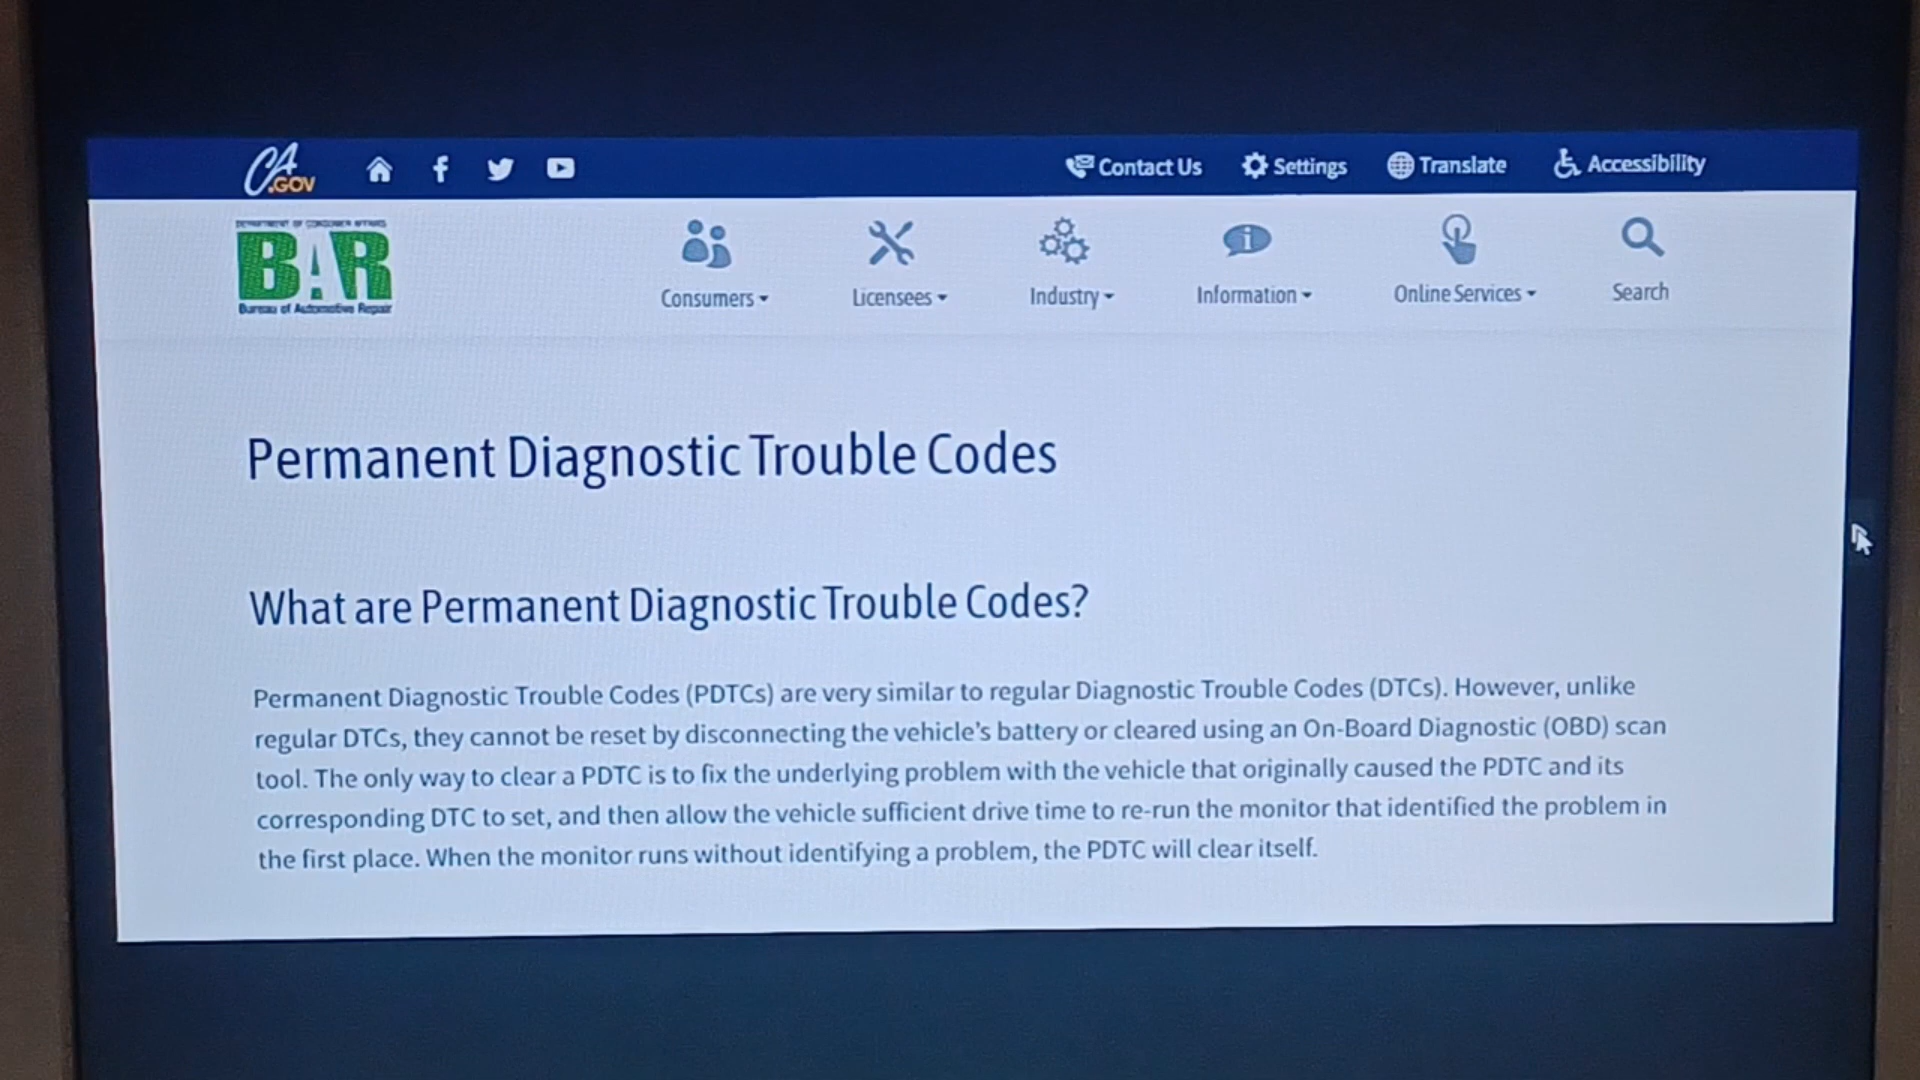 CA.GOV
Contact Us Settings Translate Accessibility
DEPARTMENT OF CONSUMER AFFAIRS
BAR
Bureau of Automotive Repair
Consumers Licensees Industry Information Online Services Search
Permanent Diagnostic Trouble Codes
What are Permanent Diagnostic Trouble Codes?
Permanent Diagnostic Trouble Codes (PDTCs) are very similar to regular Diagnostic Trouble Codes (DTCs). However, unlike
regular DTCs, they cannot be reset by disconnecting the vehicle's battery or cleared using an On-Board Diagnostic (OBD) scan
tool. The only way to clear a PDTC is to fix the underlying problem with the vehicle that originally caused the PDTC and its
corresponding DTC to set, and then allow the vehicle sufficient drive time to re-run the monitor that identified the problem in
the first place. When the monitor runs without identifying a problem, the PDTC will clear itself.